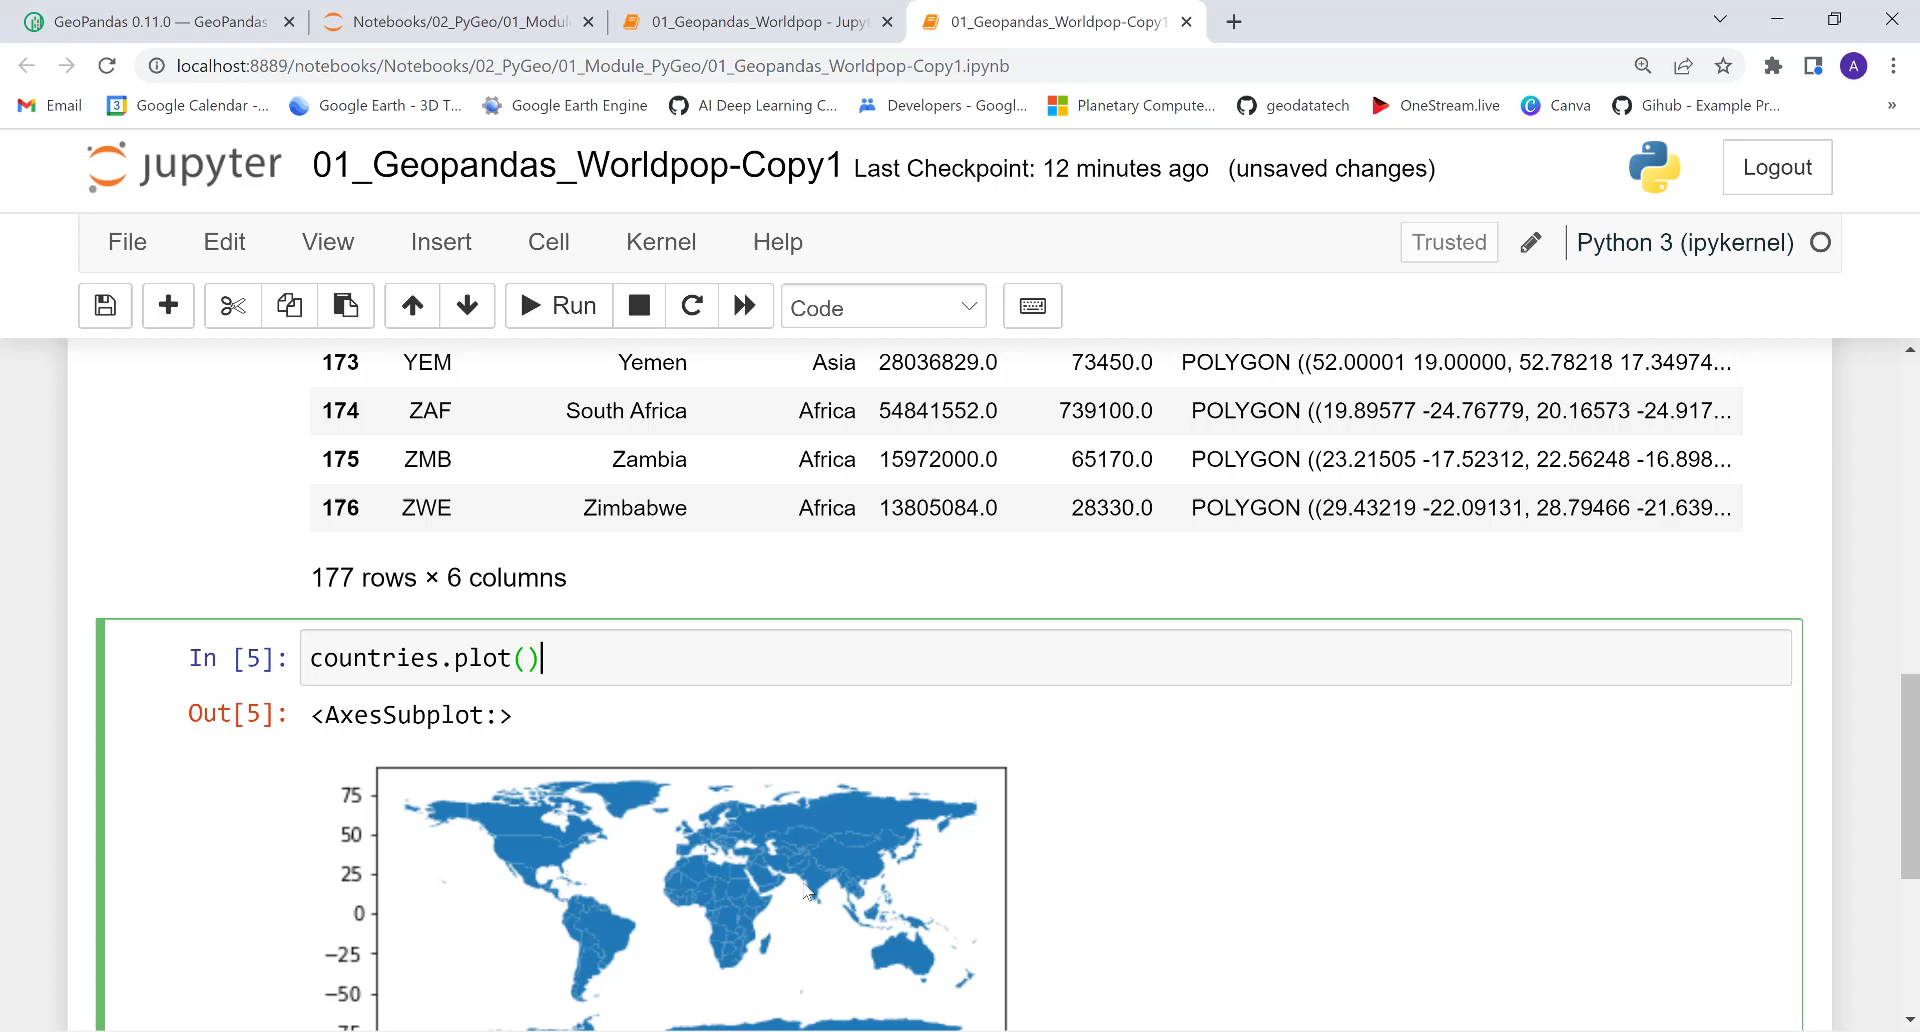 GeoPandas 0.11.0 — GeoPandas
Notebooks/02_PyGeo/01_Modul
01_Geopandas_Worldpop - Jupyt
01_Geopandas_Worldpop-Copy1
localhost:8889/notebooks/Notebooks/02_PyGeo/01_Module_PyGeo/01_Geopandas_Worldpop-Copy1.ipynb
A
Email
3
Google Calendar -...
Google Earth - 3D T...
Google Earth Engine
AI Deep Learning C...
Developers - Googl...
Planetary Compute...
geodatatech
OneStream.live
Canva
Gihub - Example Pr...
»
jupyter
01_Geopandas_Worldpop-Copy1
Last Checkpoint: 12 minutes ago (unsaved changes)
Logout
File Edit View Insert Cell Kernel Help
Trusted
Python 3 (ipykernel)
Run
Code
173 YEM Yemen Asia 28036829.0 73450.0 POLYGON ((52.00001 19.00000, 52.78218 17.34974...
174 ZAF South Africa Africa 54841552.0 739100.0 POLYGON ((19.89577 -24.76779, 20.16573 -24.917...
175 ZMB Zambia Africa 15972000.0 65170.0 POLYGON ((23.21505 -17.52312, 22.56248 -16.898...
176 ZWE Zimbabwe Africa 13805084.0 28330.0 POLYGON ((29.43219 -22.09131, 28.79466 -21.639...
177 rows × 6 columns
In [5]: countries.plot()
Out[5]: <AxesSubplot:>
75
50
25
0
−25
−50